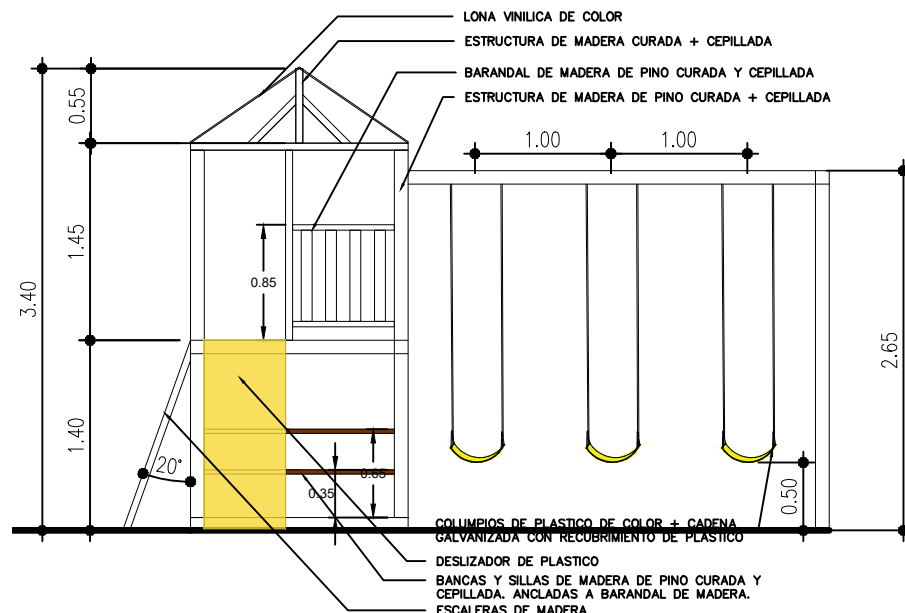 LONA VINILICA DE COLOR
ESTRUCTURA DE MADERA CURADA + CEPILLADA
BARANDAL DE MADERA DE PINO CURADA Y CEPILLADA
ESTRUCTURA DE MADERA DE PINO CURADA + CEPILLADA
0.55
1.00
1.00
1.45
0.85
3.40
2.65
1.40
20°
0.65
0.35
0.50
COLUMPIOS DE PLASTICO DE COLOR + CADENA
GALVANIZADA CON RECUBRIMIENTO DE PLASTICO
DESLIZADOR DE PLASTICO
BANCAS Y SILLAS DE MADERA DE PINO CURADA Y
CEPILLADA. ANCLADAS A BARANDAL DE MADERA.
ESCALERAS DE MADERA